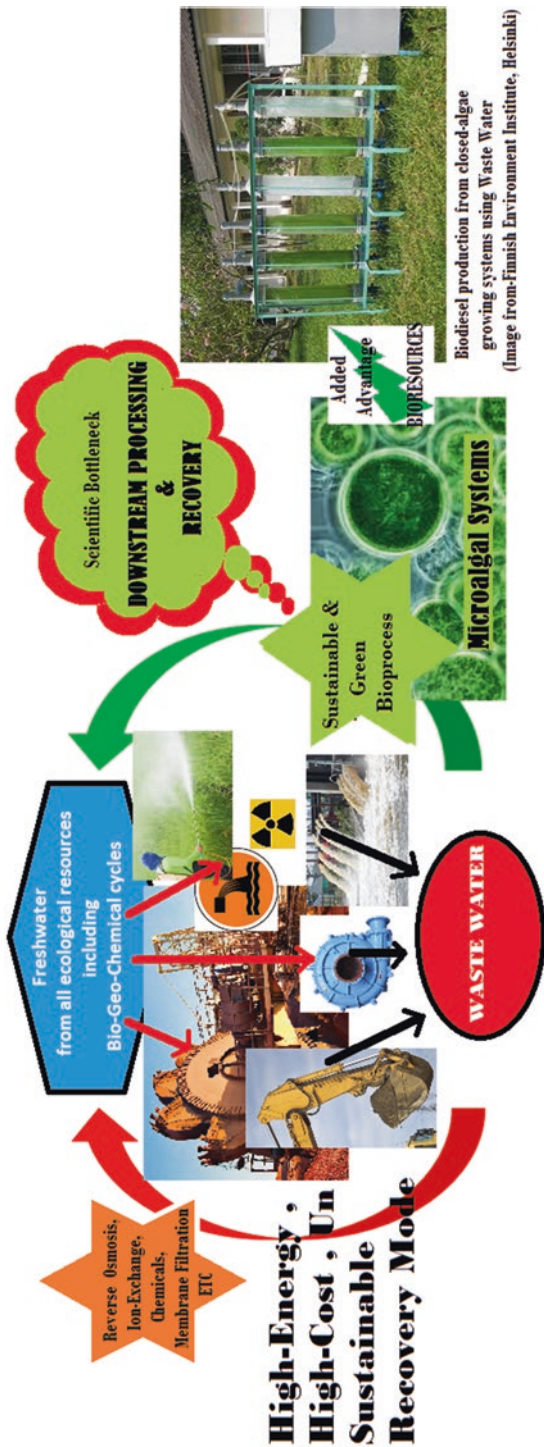 Reverse Osmosis,
Ion-Exchange,
Chemicals,
Membrane Filtration
ETC
High-Energy ,
High-Cost , Un
Sustainable
Recovery Mode
Freshwater
from all ecological resources
including
Bio-Geo-Chemical cycles
WASTE WATER
Scientific Bottleneck
DOWNSTREAM PROCESSING
&
RECOVERY
Sustainable &
Green
Bioprocess
Microalgal Systems
Added
Advantage
BIORESOURCES
Biodiesel production from closed-algae
growing systems using Waste Water
(Image from-Finnish Environment Institute, Helsinki)